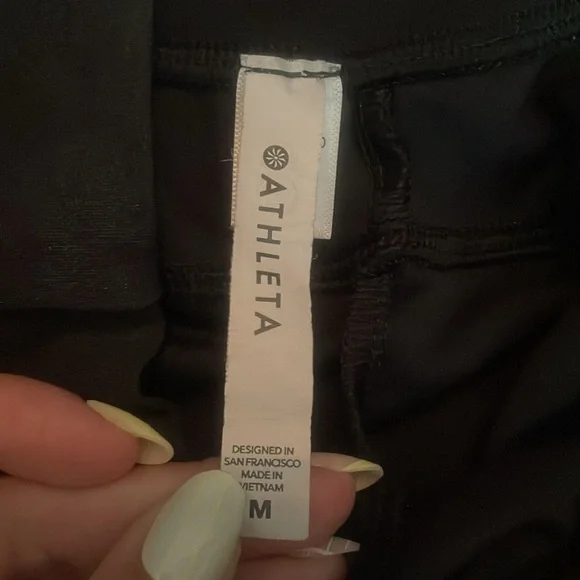 ATHLETA
DESIGNED IN
SAN FRANCISCO
MADE IN
VIETNAM
M